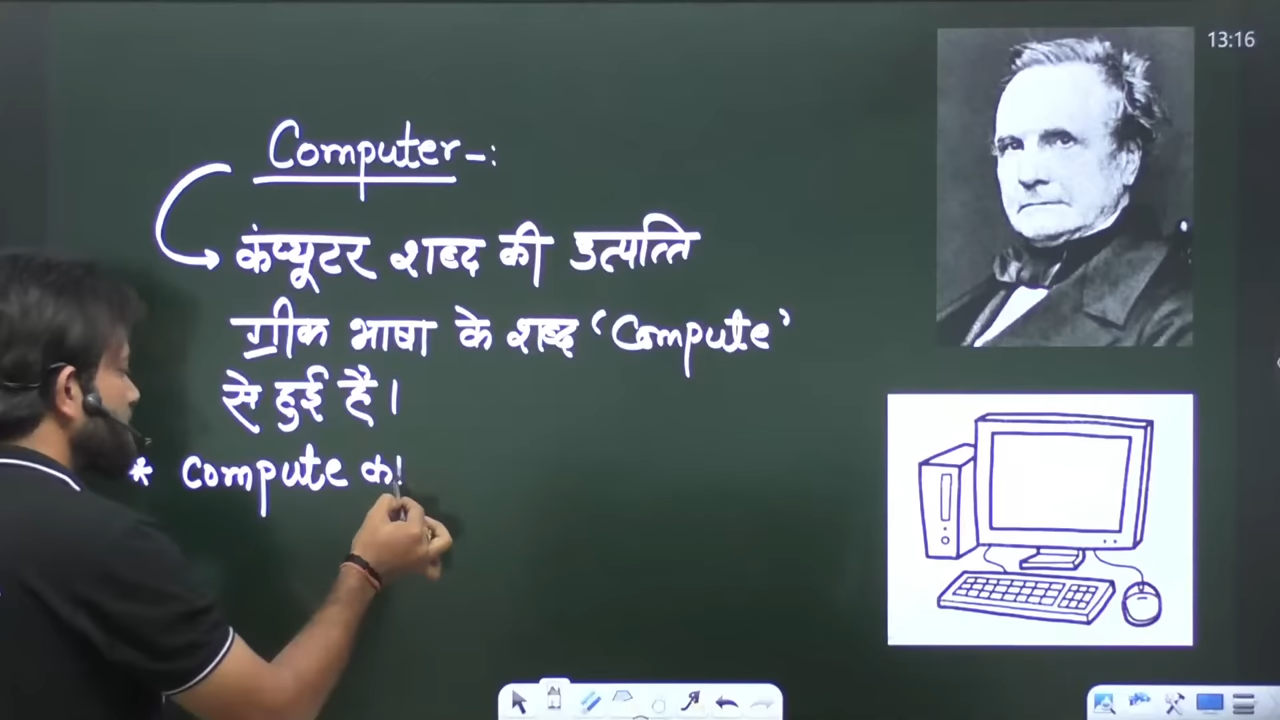 13:16
Computer-:
कंप्यूटर शब्द की उत्पत्ति
ग्रीक भाषा के शब्द 'Compute'
से हुई है।
* Compute का